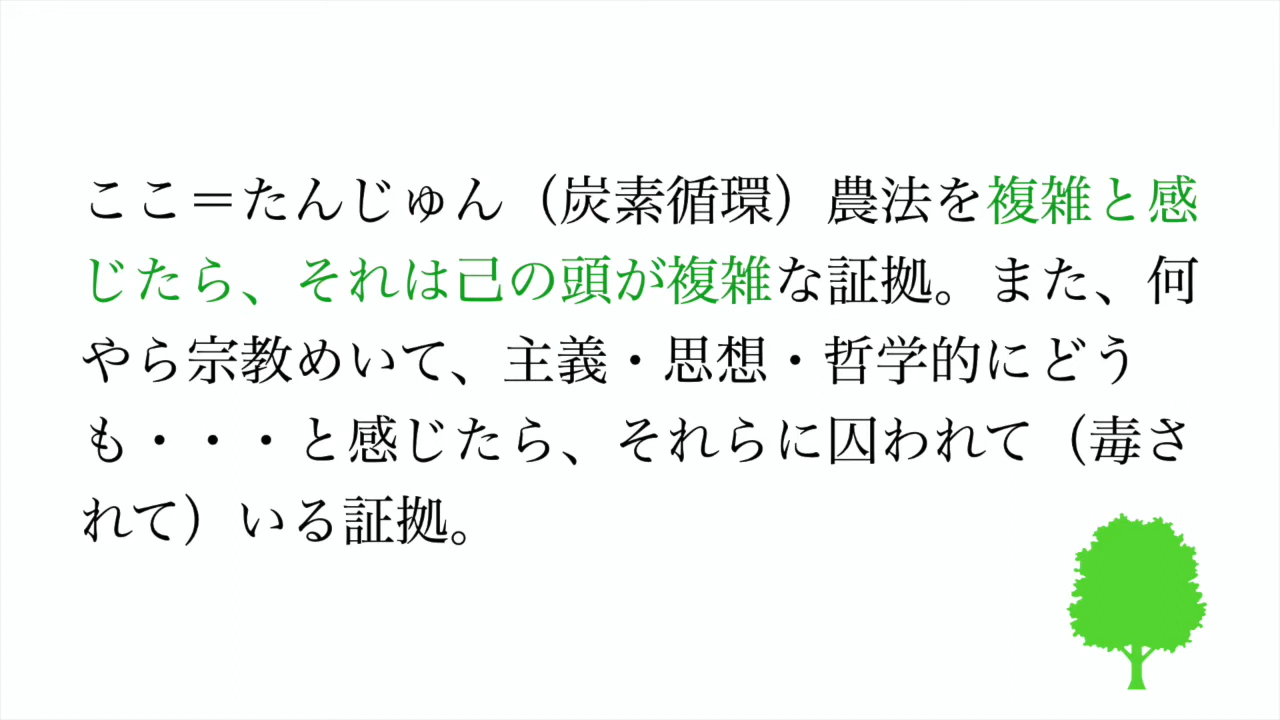 ここ＝たんじゅん（炭素循環）農法を複雑と感
じたら、それは己の頭が複雑な証拠。また、何
やら宗教めいて、主義・思想・哲学的にどう
も・・・と感じたら、それらに囚われて（毒さ
れて）いる証拠。